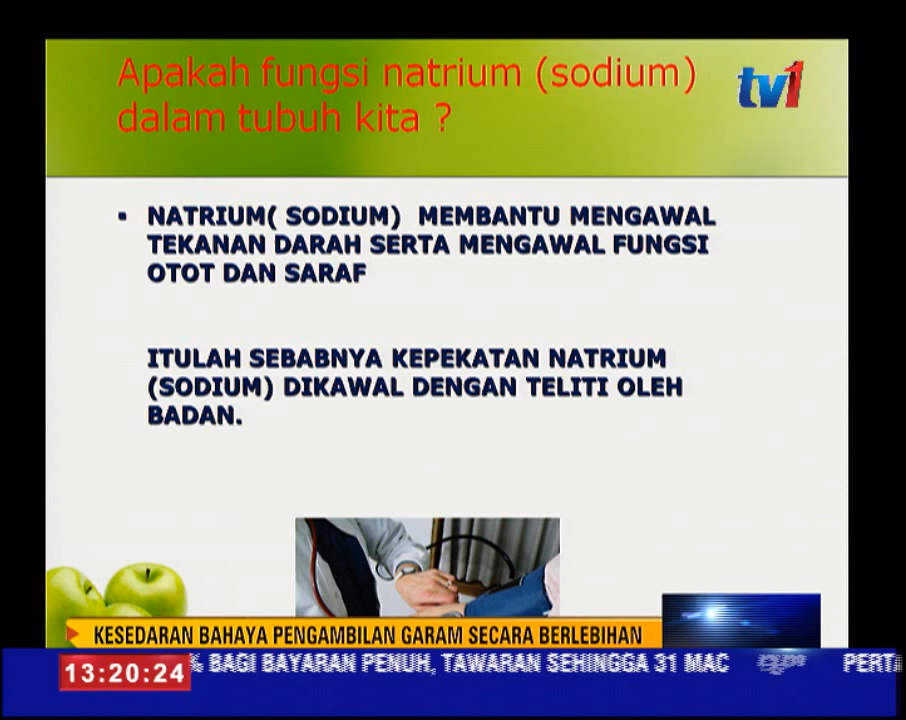 Apakah fungsi natrium (sodium)
dalam tubuh kita ?
tv1
▪ NATRIUM( SODIUM) MEMBANTU MENGAWAL
TEKANAN DARAH SERTA MENGAWAL FUNGSI
OTOT DAN SARAF
ITULAH SEBABNYA KEPEKATAN NATRIUM
(SODIUM) DIKAWAL DENGAN TELITI OLEH
BADAN.
KESEDARAN BAHAYA PENGAMBILAN GARAM SECARA BERLEBIHAN
13:20:24 % BAGI BAYARAN PENUH, TAWARAN SEHINGGA 31 MAC